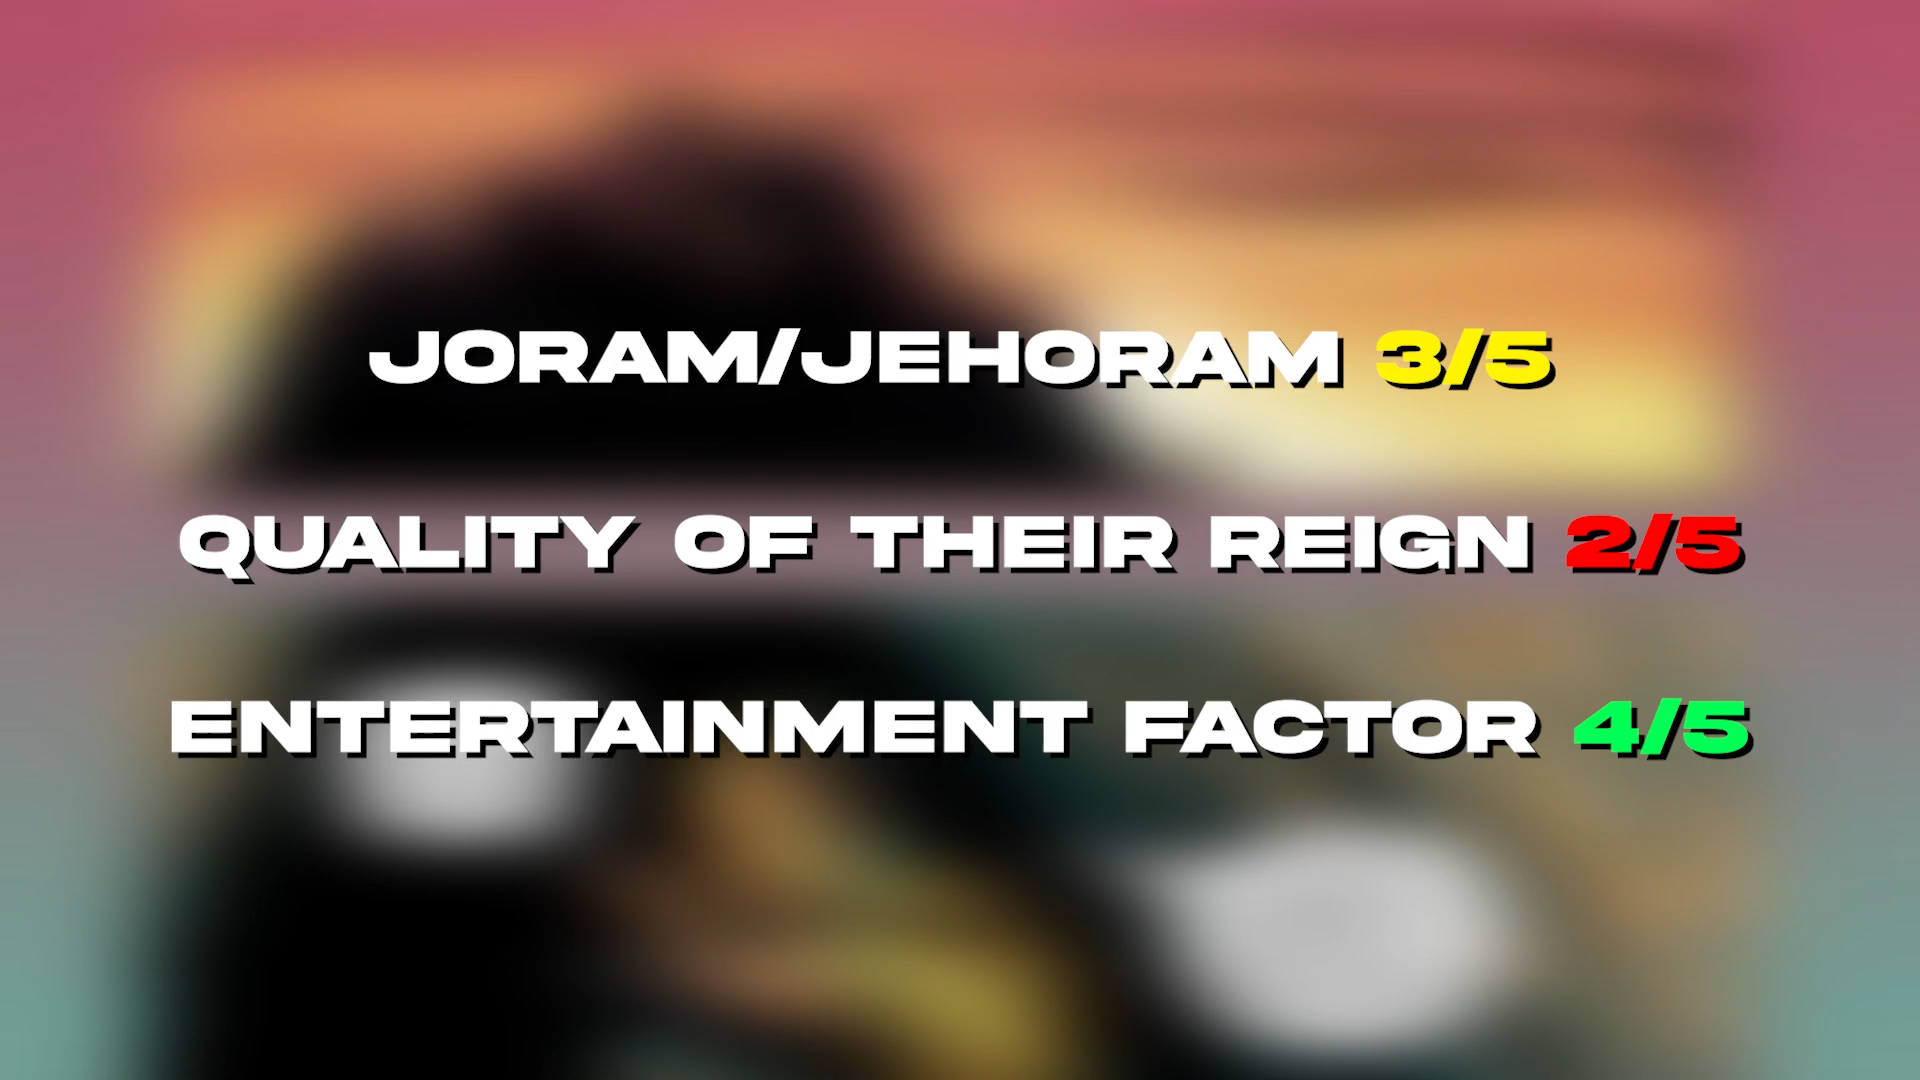 JORAM/JEHORAM 3/5
QUALITY OF THEIR REIGN 2/5
ENTERTAINMENT FACTOR 4/5